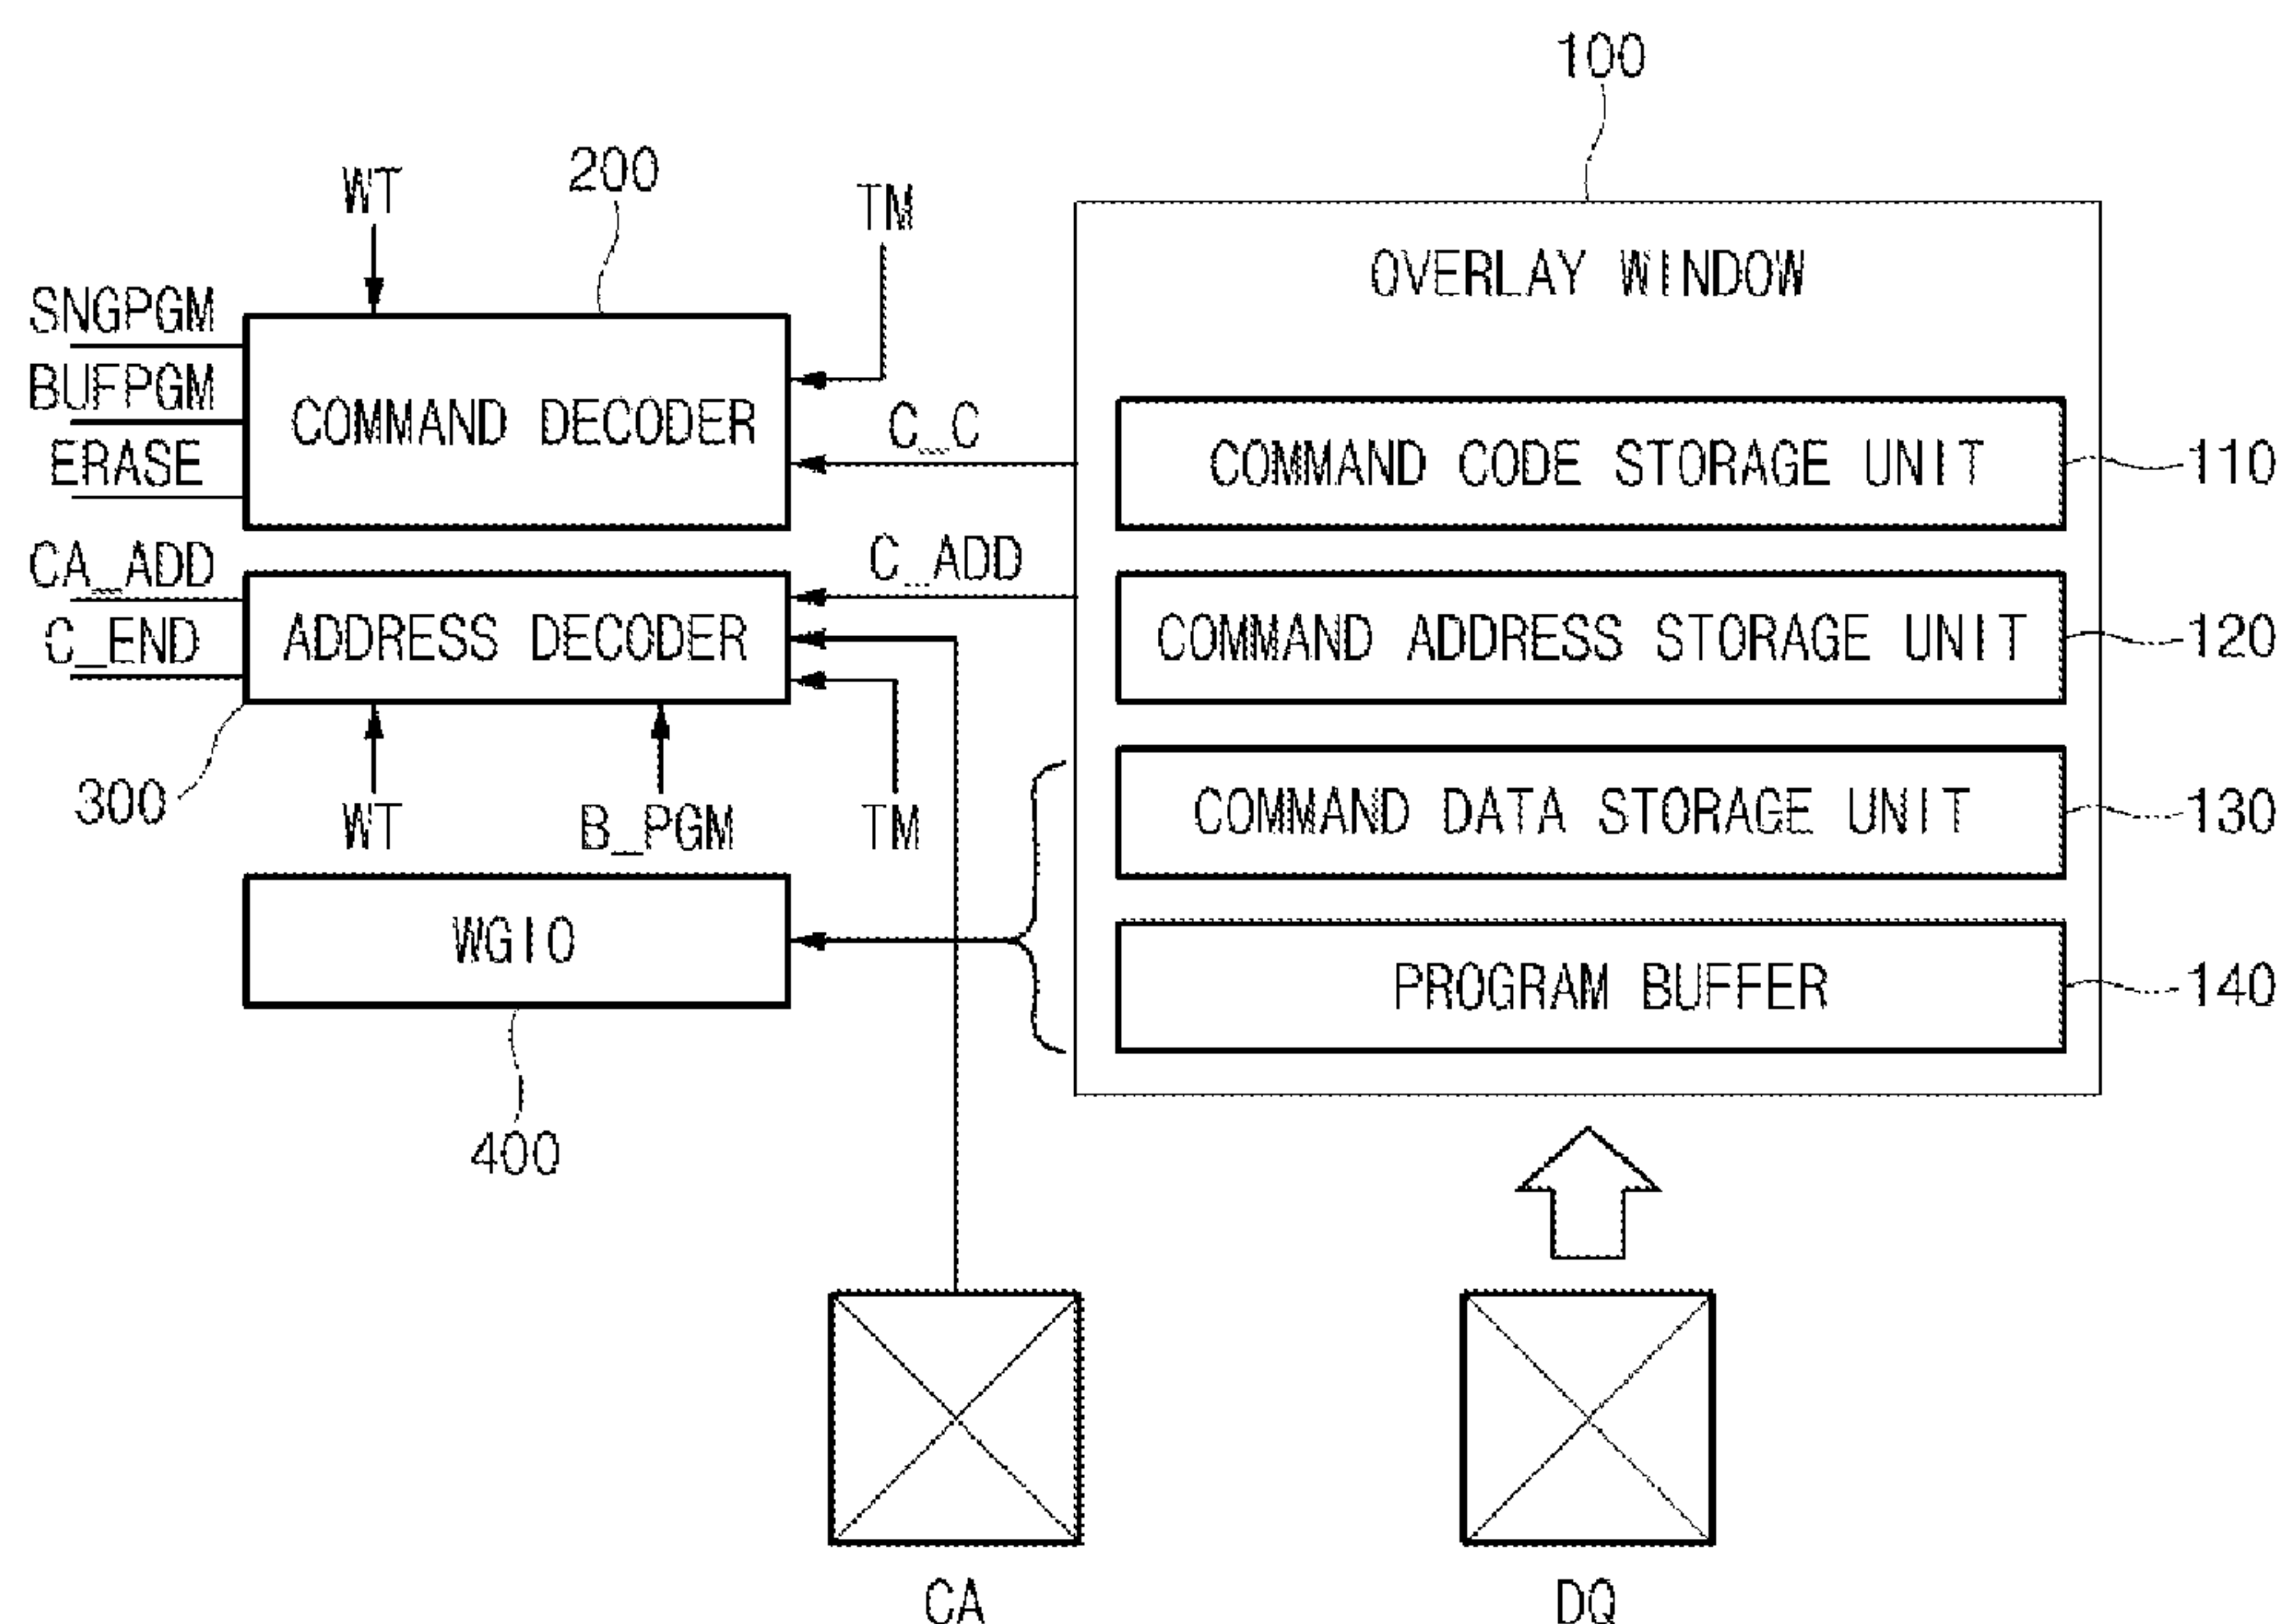 100
200
WT
TM
OVERLAY WINDOW
SNGPGM
BUFPGM
ERASE
COMMAND DECODER
C_C
COMMAND CODE STORAGE UNIT
110
CA_ADD
C_END
ADDRESS DECODER
C_ADD
COMMAND ADDRESS STORAGE UNIT
120
300
WT
B_PGM
TM
COMMAND DATA STORAGE UNIT
130
WGIO
PROGRAM BUFFER
140
400
CA
DQ